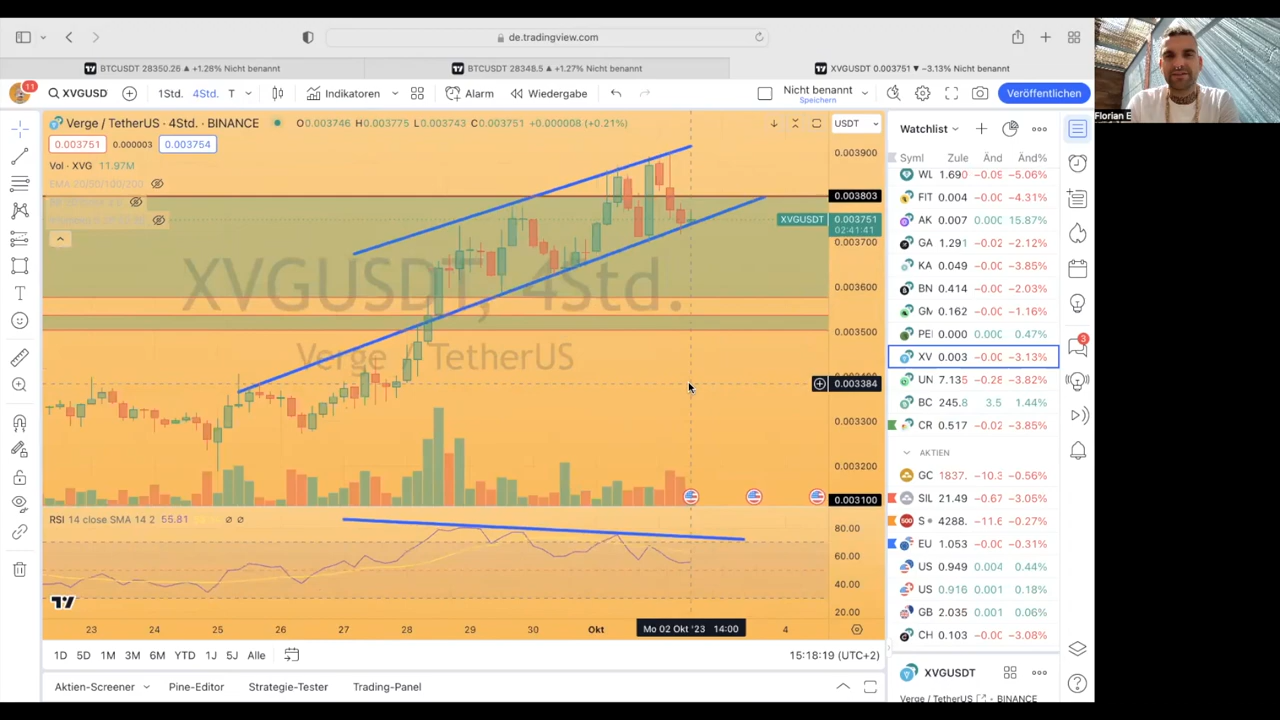 de.tradingview.com
BTCUSDT 28350.26 ▲ +1.28% Nicht benannt
BTCUSDT 28348.5 ▲ +1.27% Nicht benannt
XVGUSDT 0.003751 ▼ −3.13% Nicht benannt
11
XVGUSD
1Std. 4Std. T
Indikatoren
Alarm
Wiedergabe
Nicht benannt
Speichern
Veröffentlichen
Florian E
Verge / TetherUS · 4Std. · BINANCE
C0.003751 +0.000008 (+0.21%)
USDT
0.003751 0.000003 0.003754
Vol · XVG 11.97M
EMA 20/50/100/200
XVGUSDT, 4Std.
Verge / TetherUS
0.003900
0.003803
XVGUSDT 0.003751
02:41:41
0.003700
0.003600
0.003500
0.003384
0.003300
0.003200
0.003100
RSI 14 close SMA 14 2 55.81
80.00
60.00
40.00
20.00
23 24 25 26 27 28 29 30 Okt 4
Mo 02 Okt '23 14:00
1D 5D 1M 3M 6M YTD 1J 5J Alle
15:18:19 (UTC+2)
Aktien-Screener Pine-Editor Strategie-Tester Trading-Panel
Watchlist
Syml Zule Änd Änd%
WL 1.690 −0.09 −5.06%
FIT 0.004 −0.00 −4.31%
AK 0.007 0.000 15.87%
GA 1.291 −0.02 −2.12%
KA 0.049 −0.00 −3.85%
BN 0.414 −0.00 −2.03%
GM 0.162 −0.00 −1.16%
PEI 0.000 0.000 0.47%
XV 0.003 −0.00 −3.13%
UN 7.135 −0.28 −3.82%
BC 245.8 3.5 1.44%
CR 0.517 −0.02 −3.85%
AKTIEN
GC 1837. −10.3 −0.56%
SIL 21.49 −0.67 −3.05%
S 4288. −11.6 −0.27%
EU 1.053 −0.00 −0.31%
US 0.949 0.004 0.44%
US 0.916 0.001 0.18%
GB 2.035 0.001 0.06%
CH 0.103 −0.00 −3.08%
3
XVGUSDT
Verge / TetherUS BINANCE